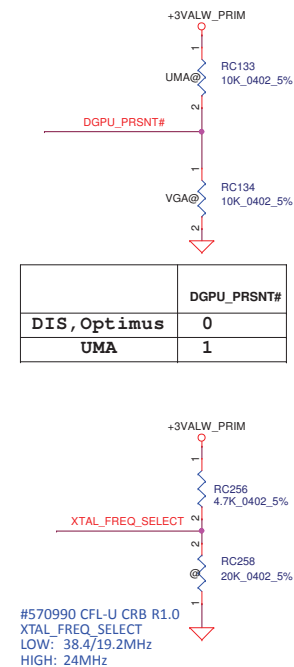 +3VALW_PRIM
1
UMA@
RC133
10K_0402_5%
2
DGPU_PRSNT#
1
VGA@
RC134
10K_0402_5%
2
DGPU_PRSNT#
DIS,Optimus 0
UMA 1
+3VALW_PRIM
1
RC256
4.7K_0402_5%
XTAL_FREQ_SELECT
2
2
@
RC258
20K_0402_5%
1
#570990 CFL-U CRB R1.0
XTAL_FREQ_SELECT
LOW: 38.4/19.2MHz
HIGH: 24MHz